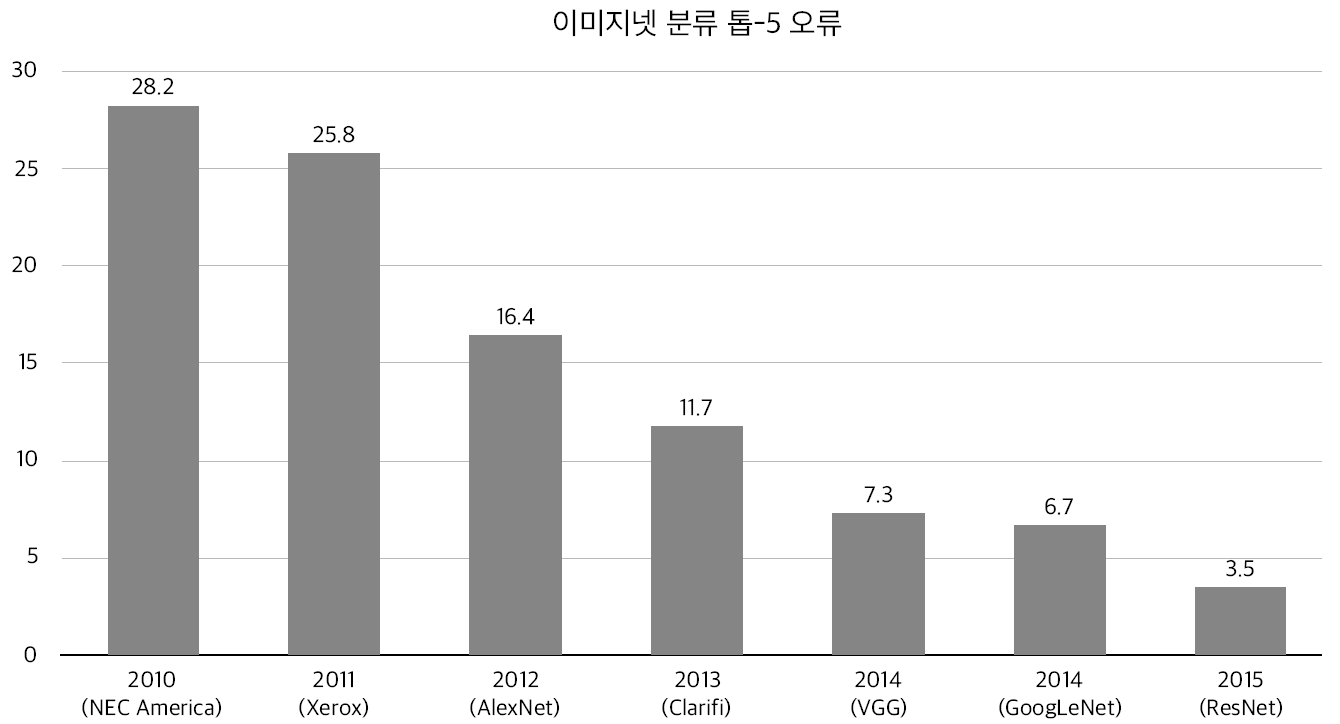 이미지넷 분류 톱-5 오류
30
25
20
15
10
5
0
28.2
25.8
16.4
11.7
7.3
6.7
3.5
2010
(NEC America)
2011
(Xerox)
2012
(AlexNet)
2013
(Clarifi)
2014
(VGG)
2014
(GoogLeNet)
2015
(ResNet)